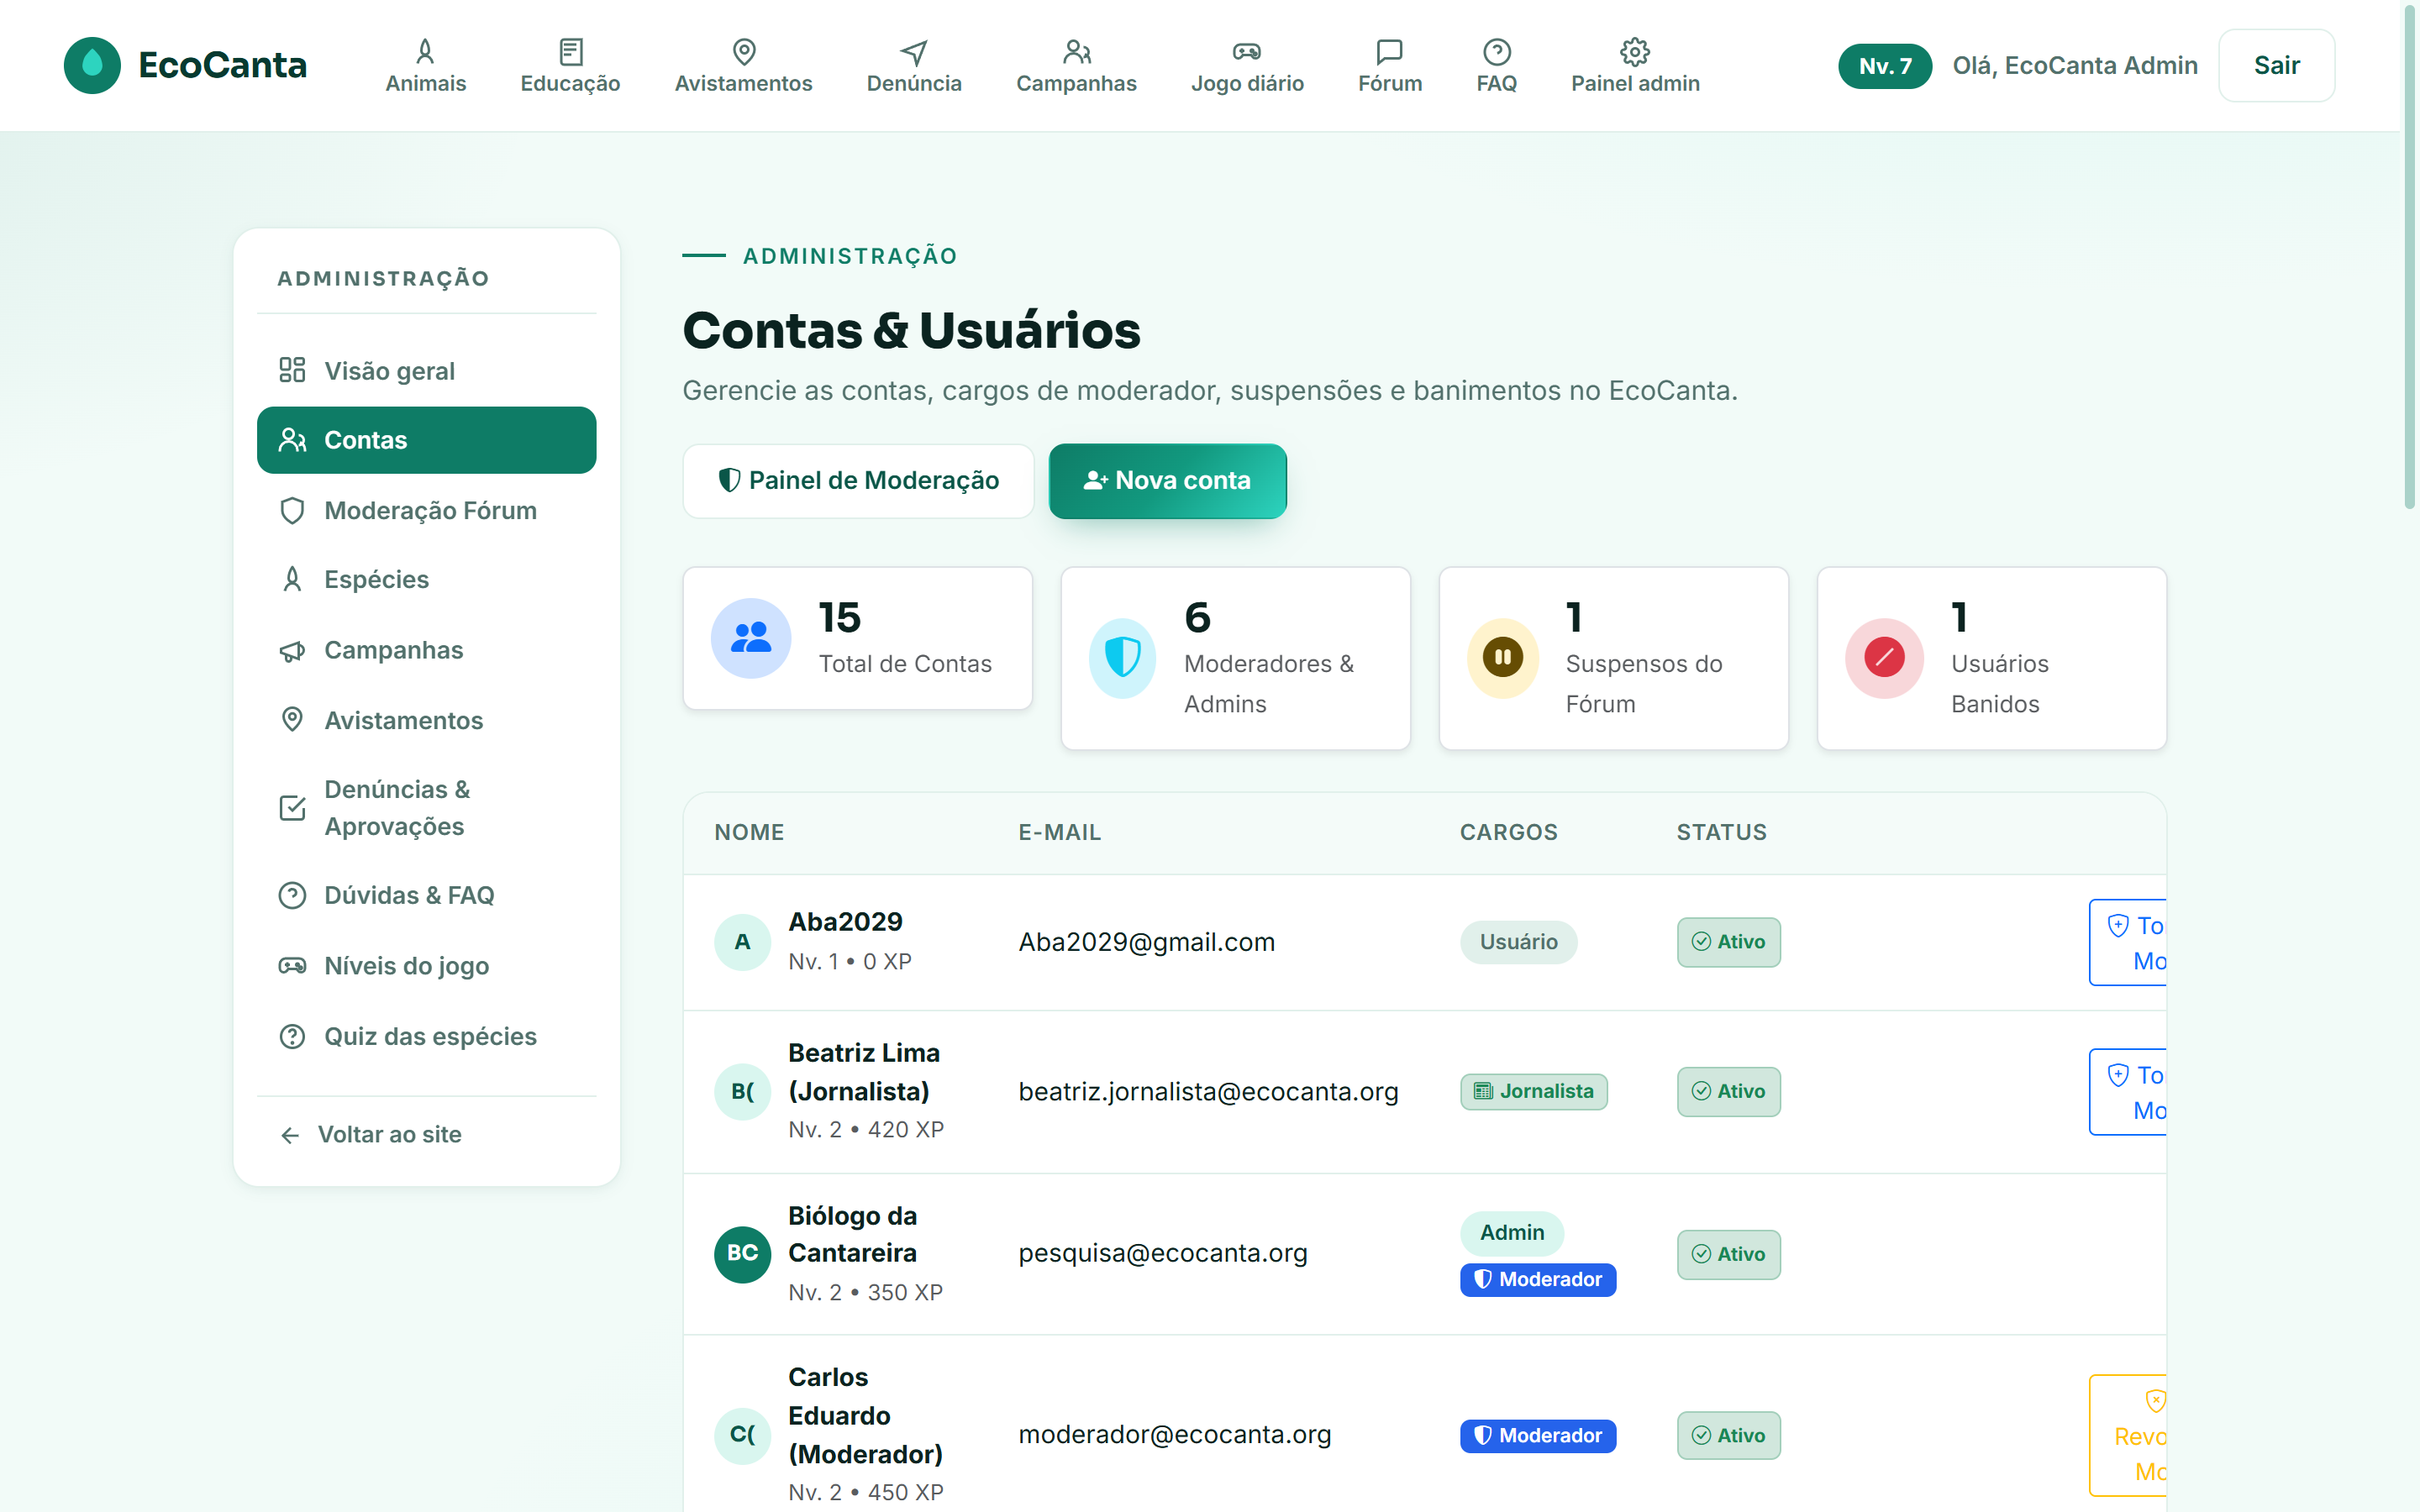 EcoCanta
Animais
Educação
Avistamentos
Denúncia
Campanhas
Jogo diário
Fórum
FAQ
Painel admin
Nv. 7
Olá, EcoCanta Admin
Sair
ADMINISTRAÇÃO
Visão geral
Contas
Moderação Fórum
Espécies
Campanhas
Avistamentos
Denúncias &
Aprovações
Dúvidas & FAQ
Níveis do jogo
Quiz das espécies
Voltar ao site
ADMINISTRAÇÃO
Contas & Usuários
Gerencie as contas, cargos de moderador, suspensões e banimentos no EcoCanta.
Painel de Moderação
Nova conta
15
Total de Contas
6
Moderadores &
Admins
1
Suspensos do
Fórum
1
Usuários
Banidos
NOME E-MAIL CARGOS STATUS
A
Aba2029
Nv. 1 • 0 XP
Aba2029@gmail.com
Usuário
Ativo
B(
Beatriz Lima
(Jornalista)
Nv. 2 • 420 XP
beatriz.jornalista@ecocanta.org
Jornalista
Ativo
BC
Biólogo da
Cantareira
Nv. 2 • 350 XP
pesquisa@ecocanta.org
Admin
Moderador
Ativo
C(
Carlos
Eduardo
(Moderador)
Nv. 2 • 450 XP
moderador@ecocanta.org
Moderador
Ativo